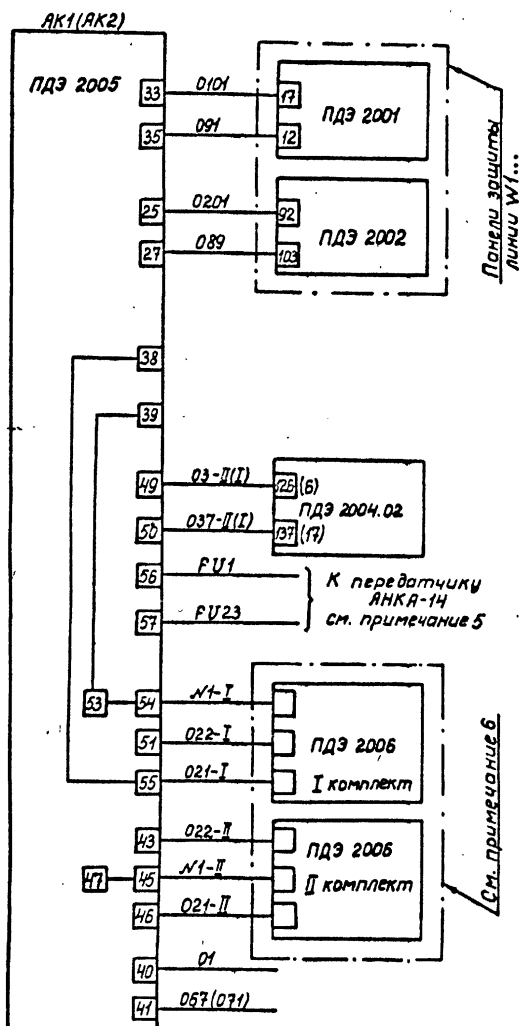 АК1(АК2)
ПДЭ 2005
33 0101 17 ПДЭ 2001
35 091 12
25 0201 92 ПДЭ 2002
27 089 103
Панели защиты
линии W1...
38
39
49 03-II(I) 126 (6)
ПДЭ 2004.02
50 037-II(I) 137 (17)
56 FU1
57 FU23
К передатчику
АНКА-14
см. примечание 5
53 54 N1-I
51 022-I ПДЭ 2006
55 021-I I комплект
43 022-II ПДЭ 2006
47 45 N1-II II комплект
46 021-II
См. примечание 6
40 01
41 067(071)